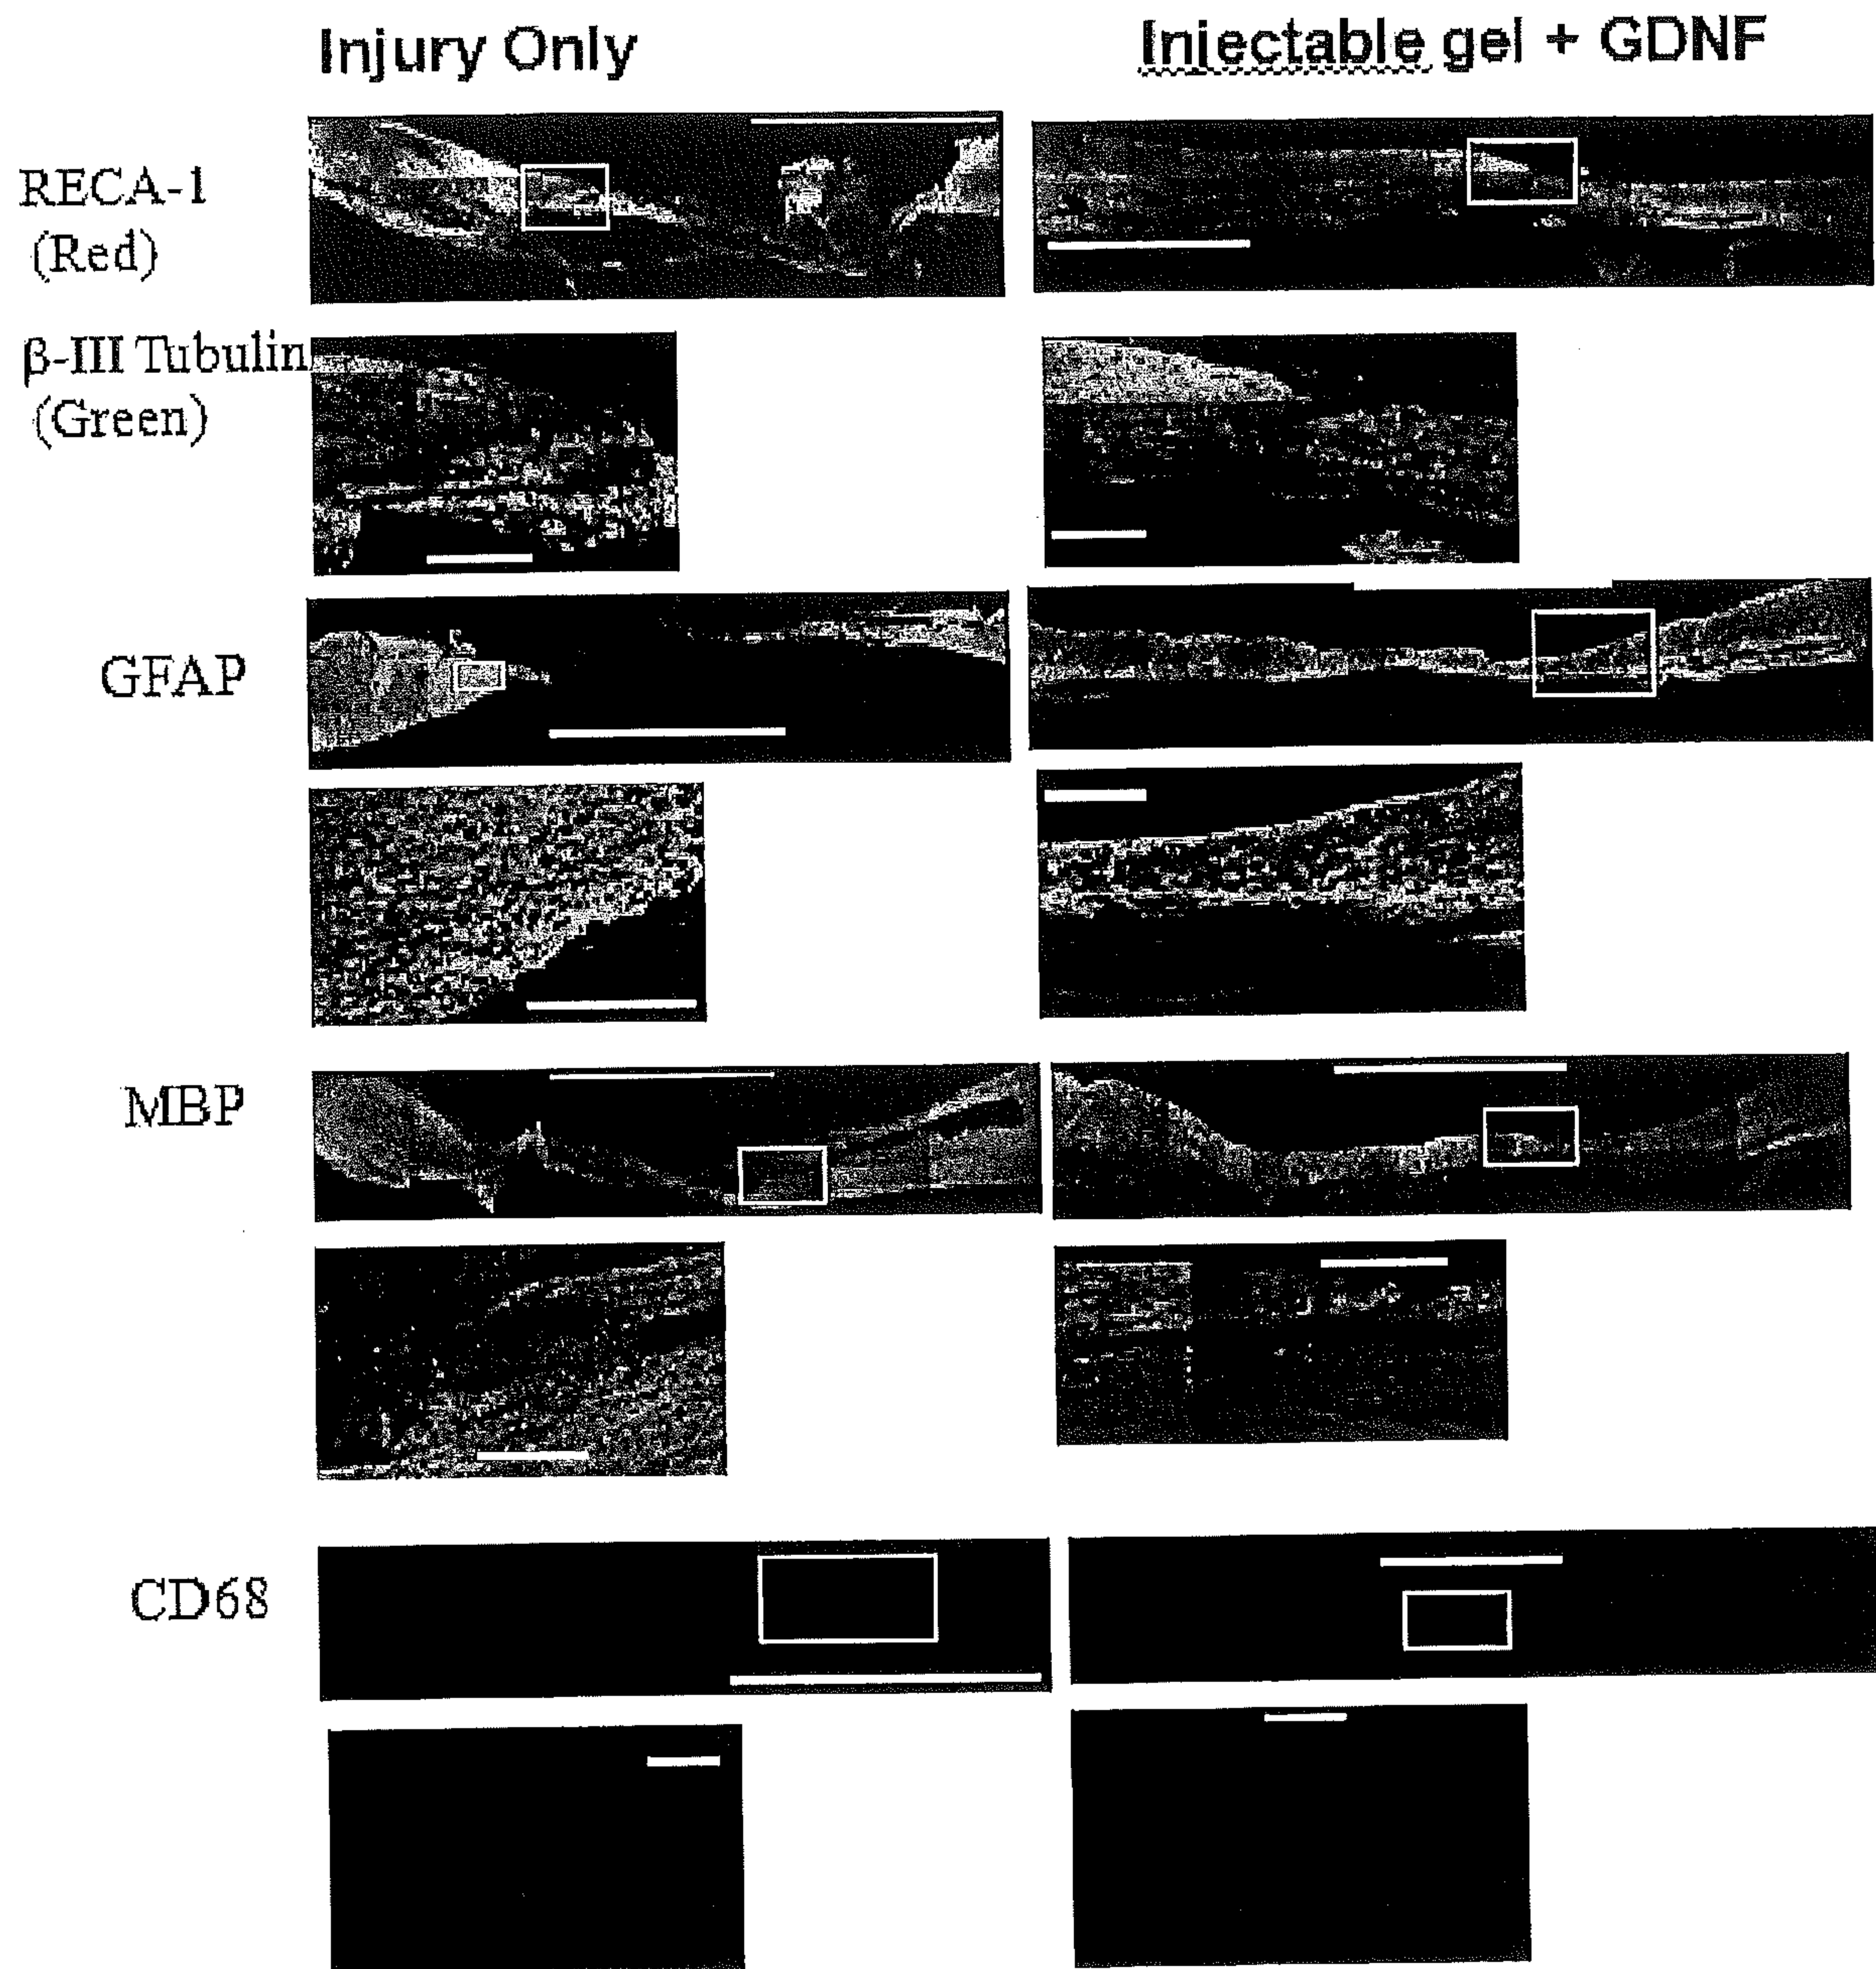 Injury Only
Injectable gel + GDNF
RECA-1
(Red)
β-III Tubulin
(Green)
GFAP
MBP
CD68